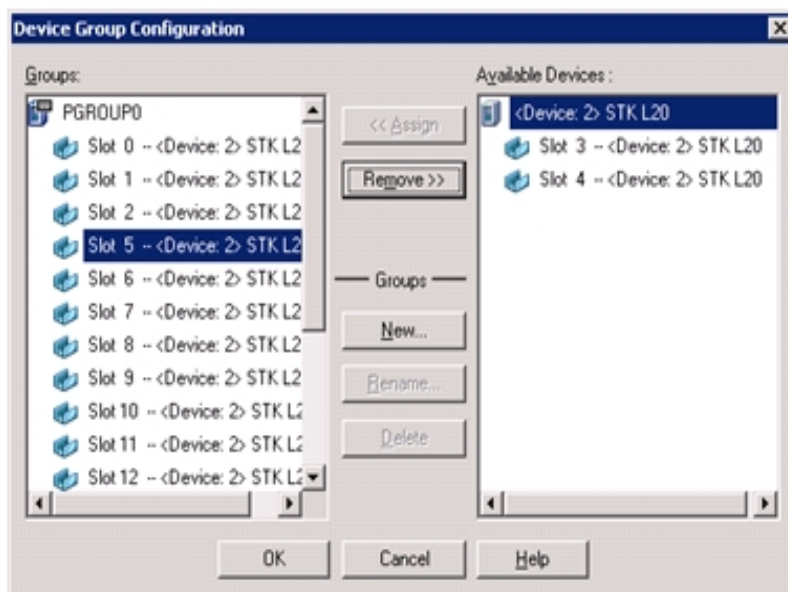 Device Group Configuration
Groups:
PGROUP0
Slot 0 -- <Device: 2> STK L2
Slot 1 -- <Device: 2> STK L2
Slot 2 -- <Device: 2> STK L2
Slot 5 -- <Device: 2> STK L2
Slot 6 -- <Device: 2> STK L2
Slot 7 -- <Device: 2> STK L2
Slot 8 -- <Device: 2> STK L2
Slot 9 -- <Device: 2> STK L2
Slot 10 -- <Device: 2> STK L2
Slot 11 -- <Device: 2> STK L2
Slot 12 -- <Device: 2> STK L2
<< Assign
Remove >>
Groups
New...
Rename...
Delete
Available Devices :
<Device: 2> STK L20
Slot 3 -- <Device: 2> STK L20
Slot 4 -- <Device: 2> STK L20
OK
Cancel
Help